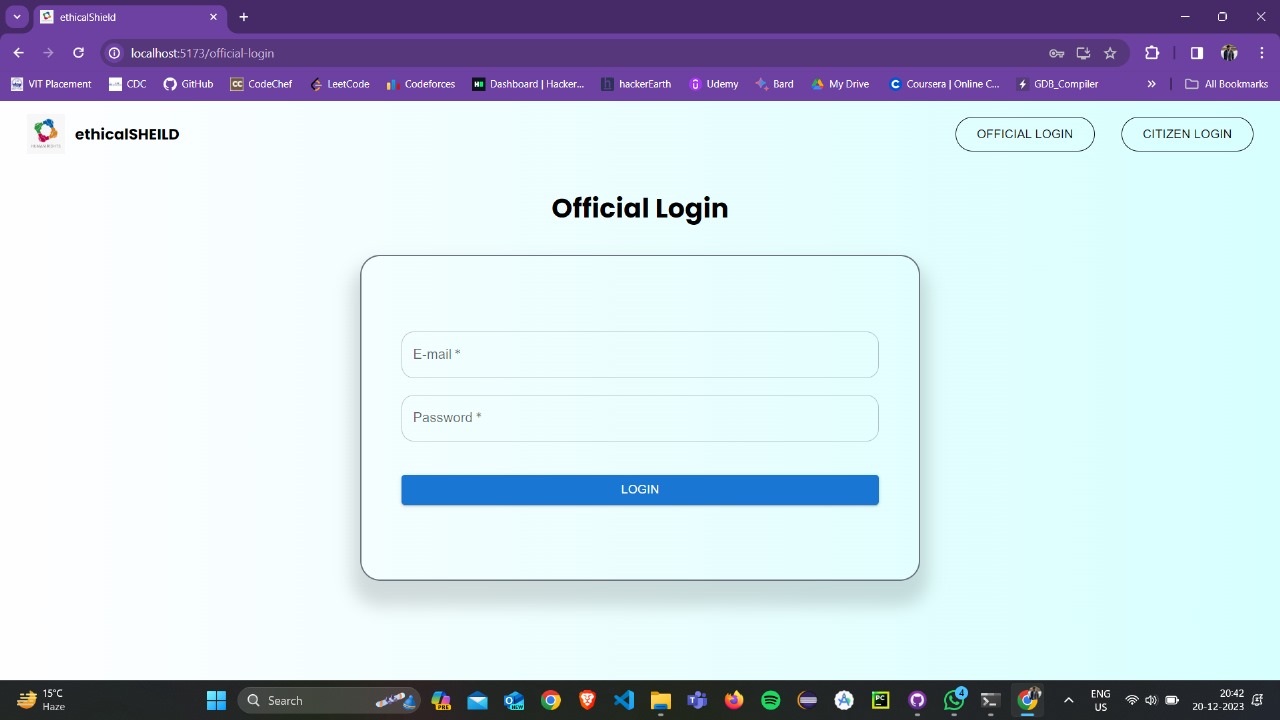 ethicalShield
localhost:5173/official-login
VIT Placement
CDC
GitHub
CC CodeChef
LeetCode
Codeforces
Dashboard | Hacker...
h hackerEarth
Udemy
Bard
My Drive
C Coursera | Online C...
GDB_Compiler
All Bookmarks
ethicalSHEILD
OFFICIAL LOGIN
CITIZEN LOGIN
Official Login
E-mail *
Password *
LOGIN
15°C
Haze
Search
4
ENG
US
20:42
20-12-2023